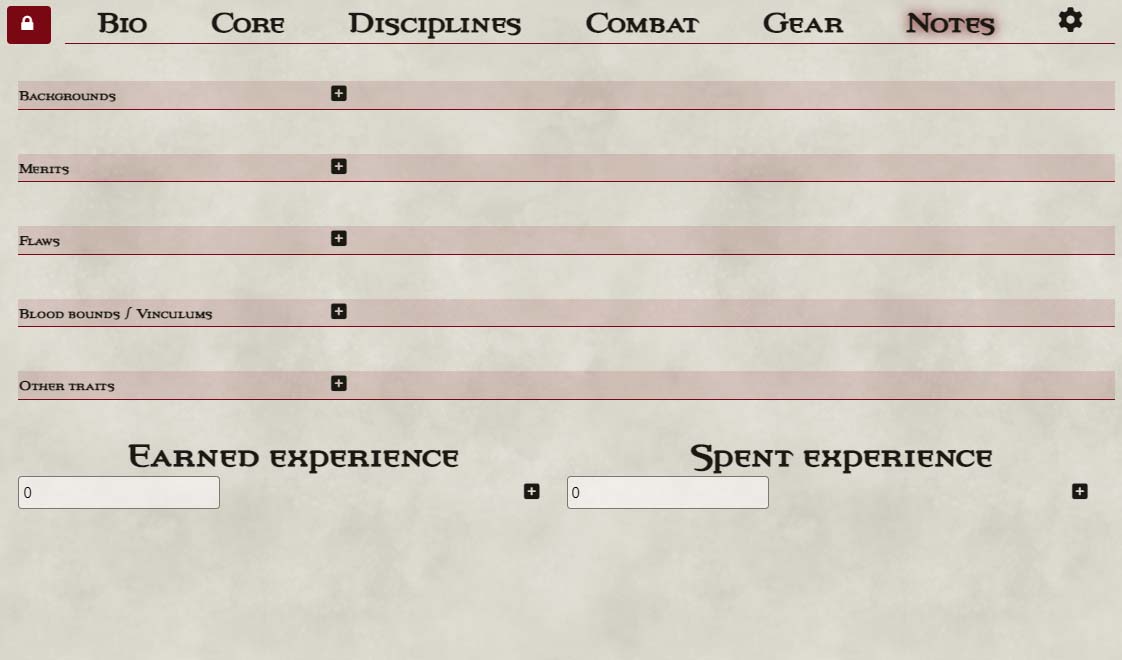 Bio Core Disciplines Combat Gear Notes
Backgrounds
Merits
Flaws
Blood bounds / Vinculums
Other traits
Earned experience Spent experience
0 0